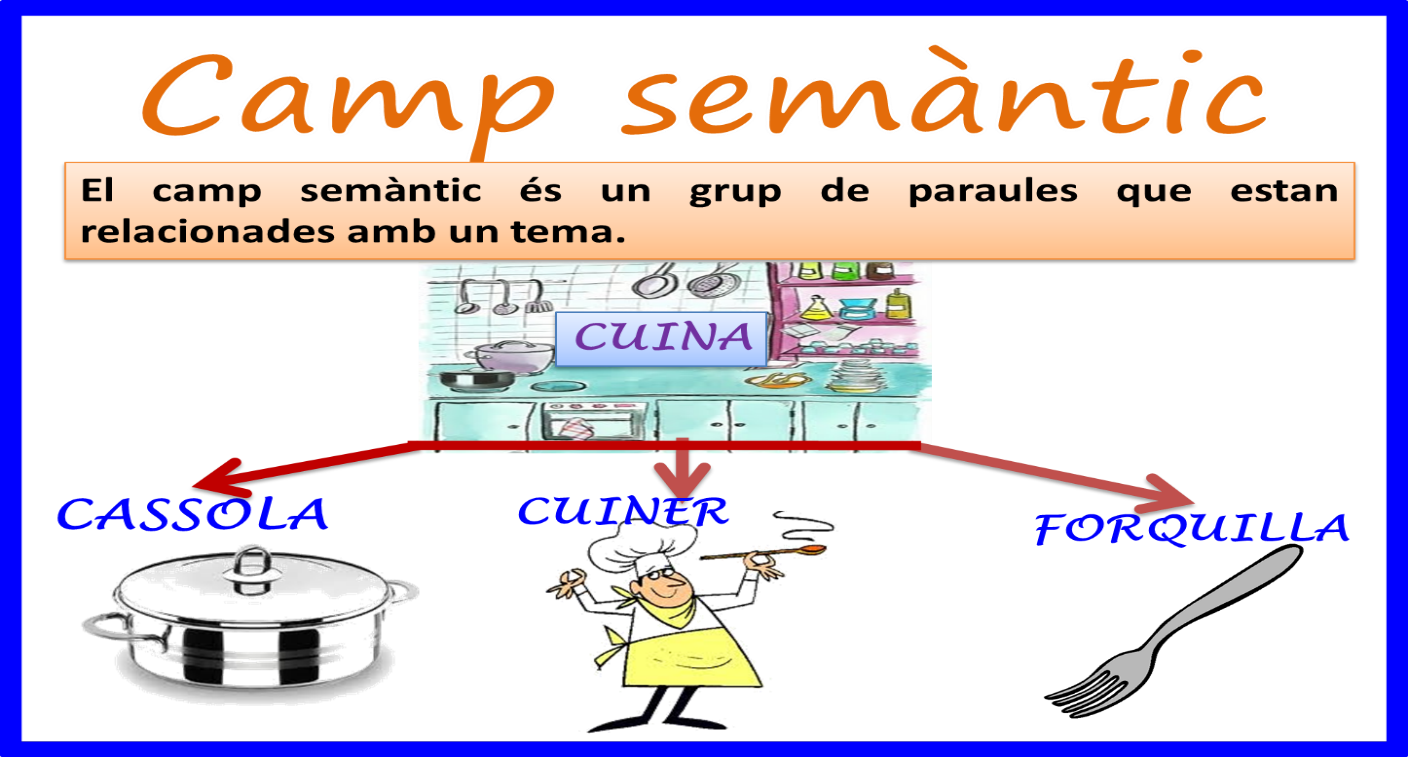 Camp semàntic
El camp semàntic és un grup de paraules que estan
relacionades amb un tema.
CUINA
CASSOLA
CUINER
FORQUILLA